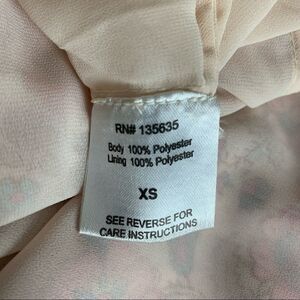 RN# 135635
Body 100% Polyester
Lining 100% Polyester
XS
SEE REVERSE FOR
CARE INSTRUCTIONS